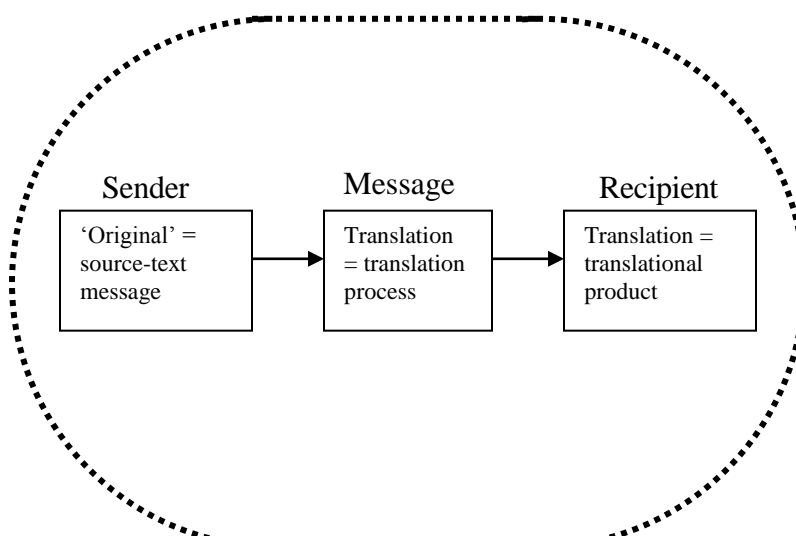 Sender
Message
Recipient
‘Original’ =
source-text
message
Translation
= translation
process
Translation =
translational
product